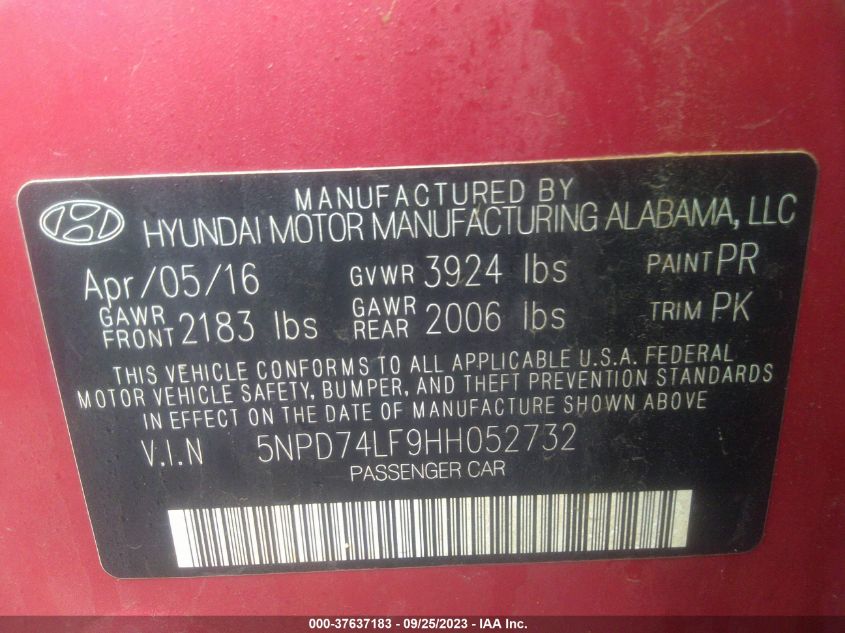 MANUFACTURED BY
HYUNDAI MOTOR MANUFACTURING ALABAMA, LLC
Apr/05/16 GVWR 3924 lbs PAINT PR
GAWR FRONT 2183 lbs GAWR REAR 2006 lbs TRIM PK
THIS VEHICLE CONFORMS TO ALL APPLICABLE U.S.A. FEDERAL
MOTOR VEHICLE SAFETY, BUMPER, AND THEFT PREVENTION STANDARDS
IN EFFECT ON THE DATE OF MANUFACTURE SHOWN ABOVE
V.I.N 5NPD74LF9HH052732
PASSENGER CAR
000-37637183 - 09/25/2023 - IAA Inc.